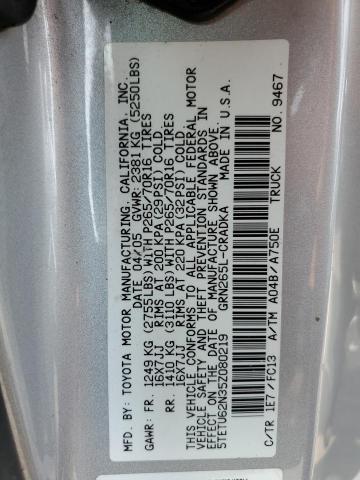 MFD. BY: TOYOTA MOTOR MANUFACTURING, CALIFORNIA, INC.
DATE 04/05 GVWR: 2381 KG (5250LBS)
GAWR: FR. 1249 KG (2755LBS) WITH P265/70R16 TIRES
16X7JJ RIMS AT 200 KPA (29 PSI) COLD.
RR. 1410 KG (3110 LBS) WITH P265/70R16 TIRES
16X7JJ RIMS AT 220 KPA (32 PSI) COLD.
THIS VEHICLE CONFORMS TO ALL APPLICABLE FEDERAL MOTOR
VEHICLE SAFETY AND THEFT PREVENTION STANDARDS IN
EFFECT ON THE DATE OF MANUFACTURE SHOWN ABOVE.
5TETU62N35Z080219 GRN265L-CRADKA MADE IN U.S.A.
TRUCK
C/TR 1E7 /FC13 A/TM A04B/A750E NO. 9467